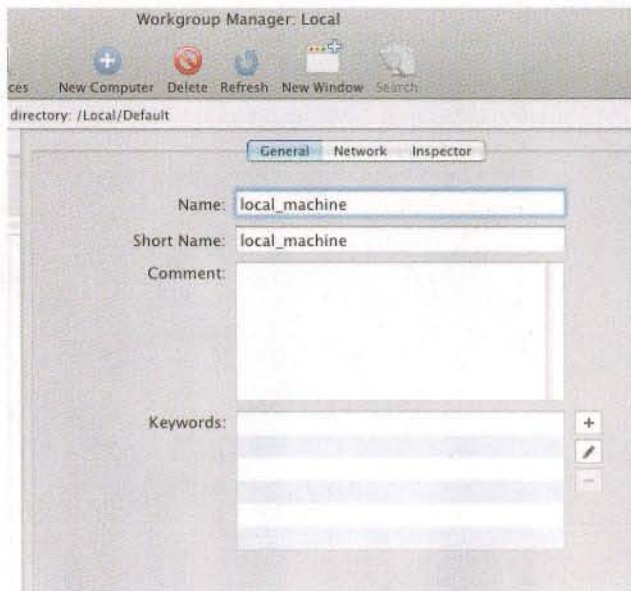 Workgroup Manager: Local
ces New Computer Delete Refresh New Window Search
directory: /Local/Default
General Network Inspector
Name: local_machine
Short Name: local_machine
Comment:
Keywords: